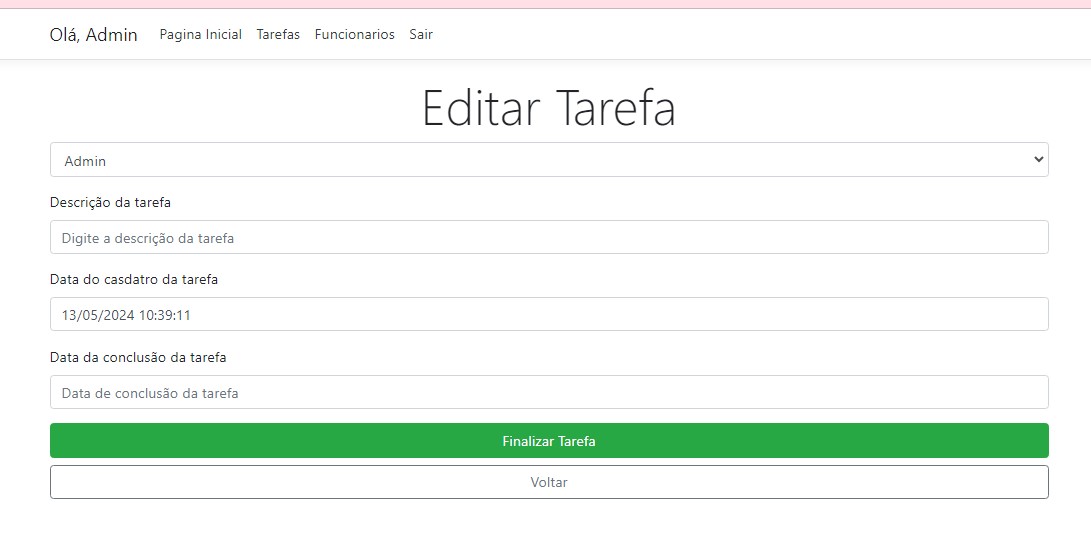 Olá, Admin Pagina Inicial Tarefas Funcionarios Sair
Editar Tarefa
Admin
Descrição da tarefa
Digite a descrição da tarefa
Data do casdatro da tarefa
13/05/2024 10:39:11
Data da conclusão da tarefa
Data de conclusão da tarefa
Finalizar Tarefa
Voltar